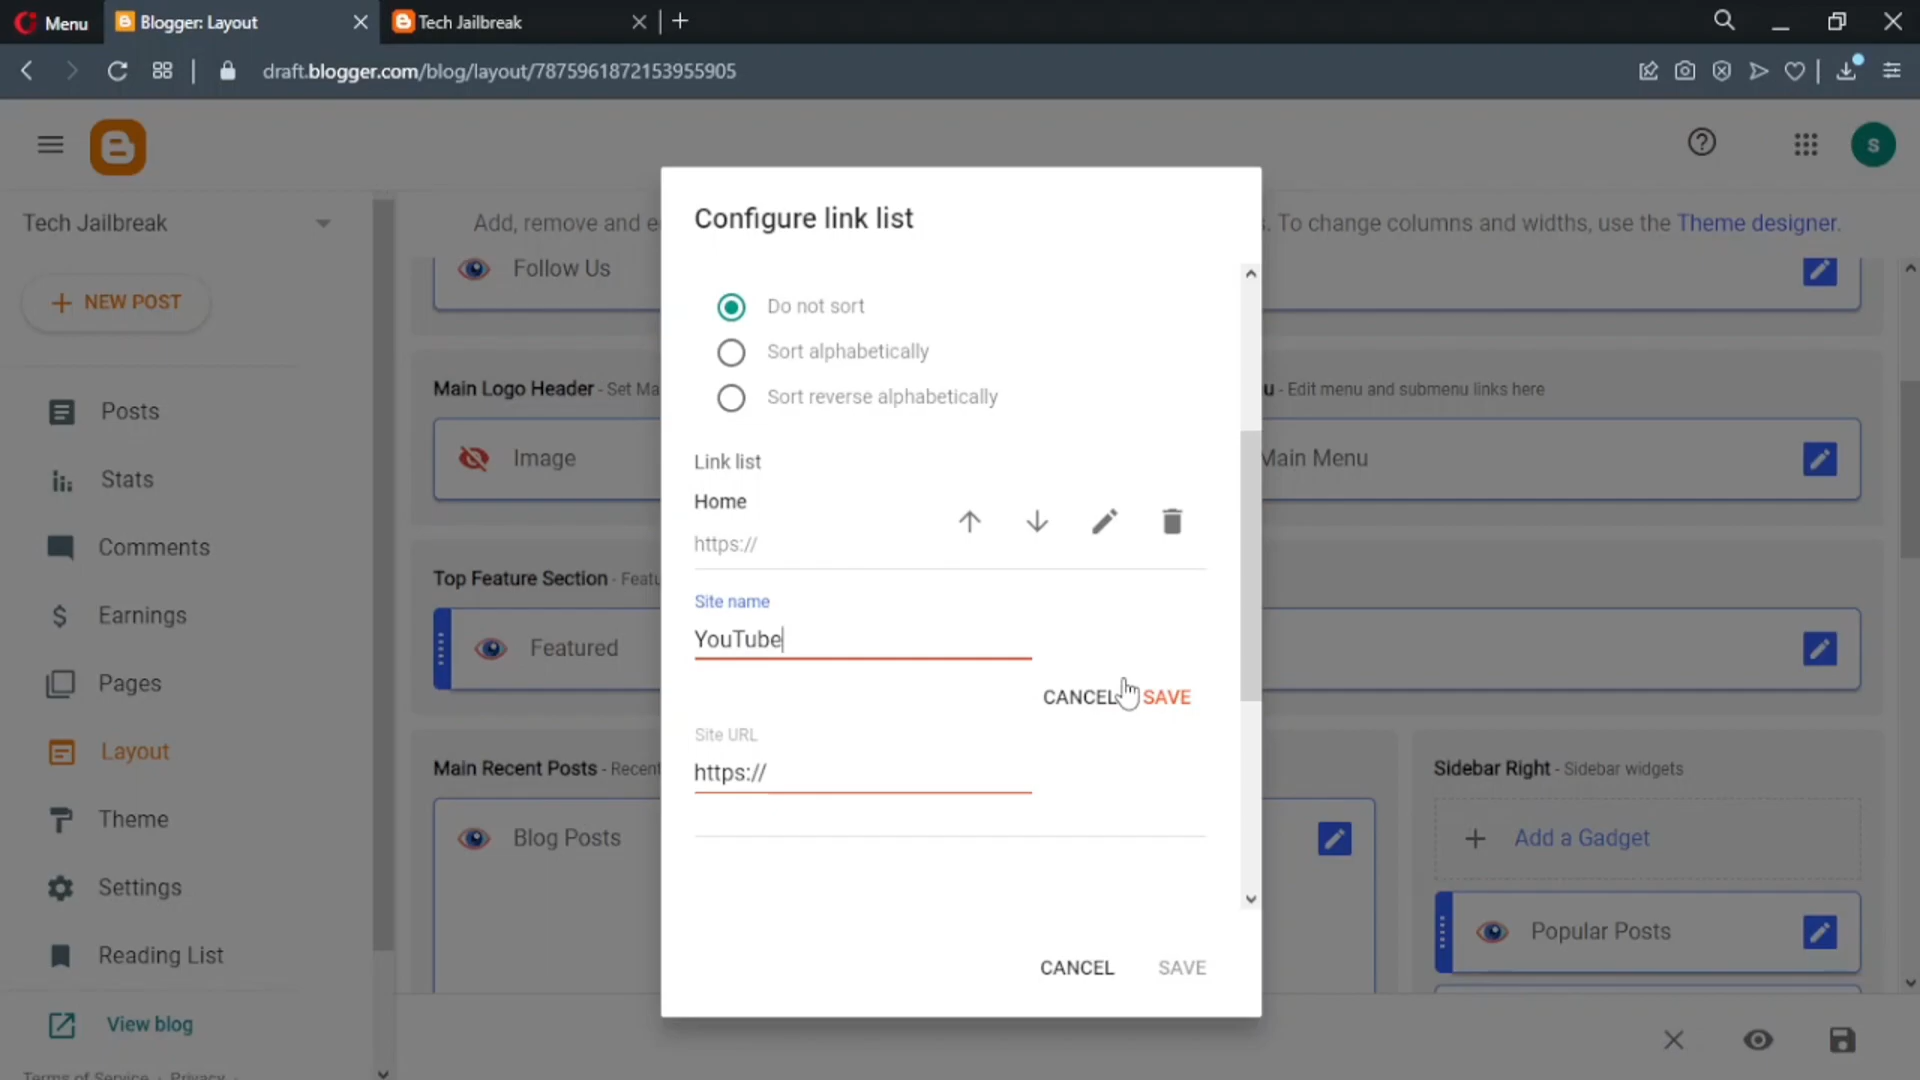 Menu
Blogger: Layout
Tech Jailbreak
draft.blogger.com/blog/layout/7875961872153955905
Tech Jailbreak
Add, remove and e
. To change columns and widths, use the Theme designer.
NEW POST
Posts
Stats
Comments
Earnings
Pages
Layout
Theme
Settings
Reading List
View blog
Terms of Service · Privacy ·
Follow Us
Main Logo Header - Set Ma
u - Edit menu and submenu links here
Image
Main Menu
Top Feature Section - Featu
Featured
Main Recent Posts - Recent
Blog Posts
Sidebar Right - Sidebar widgets
Add a Gadget
Popular Posts
S
Configure link list
Do not sort
Sort alphabetically
Sort reverse alphabetically
Link list
Home
https://
Site name
YouTube
CANCEL SAVE
Site URL
https://
CANCEL SAVE